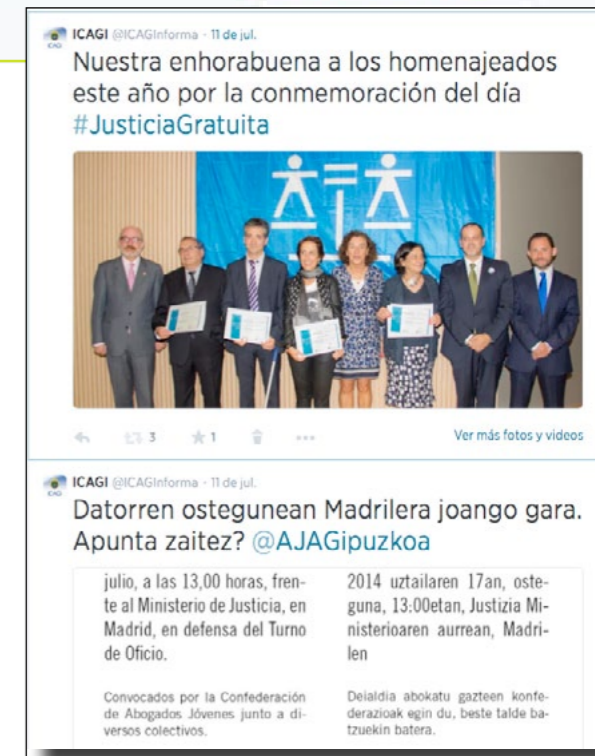 ICAGI @ICAGInforma · 11 de jul.
Nuestra enhorabuena a los homenajeados
este año por la conmemoración del día
#JusticiaGratuita
3
1
Ver más fotos y videos
ICAGI @ICAGInforma · 11 de jul.
Datorren ostegunean Madrilera joango gara.
Apunta zaitez? @AJAGipuzkoa
julio, a las 13,00 horas, fren-
te al Ministerio de Justicia, en
Madrid, en defensa del Turno
de Oficio.
Convocados por la Confederación
de Abogados Jóvenes junto a di-
versos colectivos.
2014 uztailaren 17an, oste-
guna, 13:00etan, Justizia Mi-
nisterioaren aurrean, Madri-
len
Deialdia abokatu gazteen konfe-
derazioak egin du, beste talde ba-
tzuekin batera.